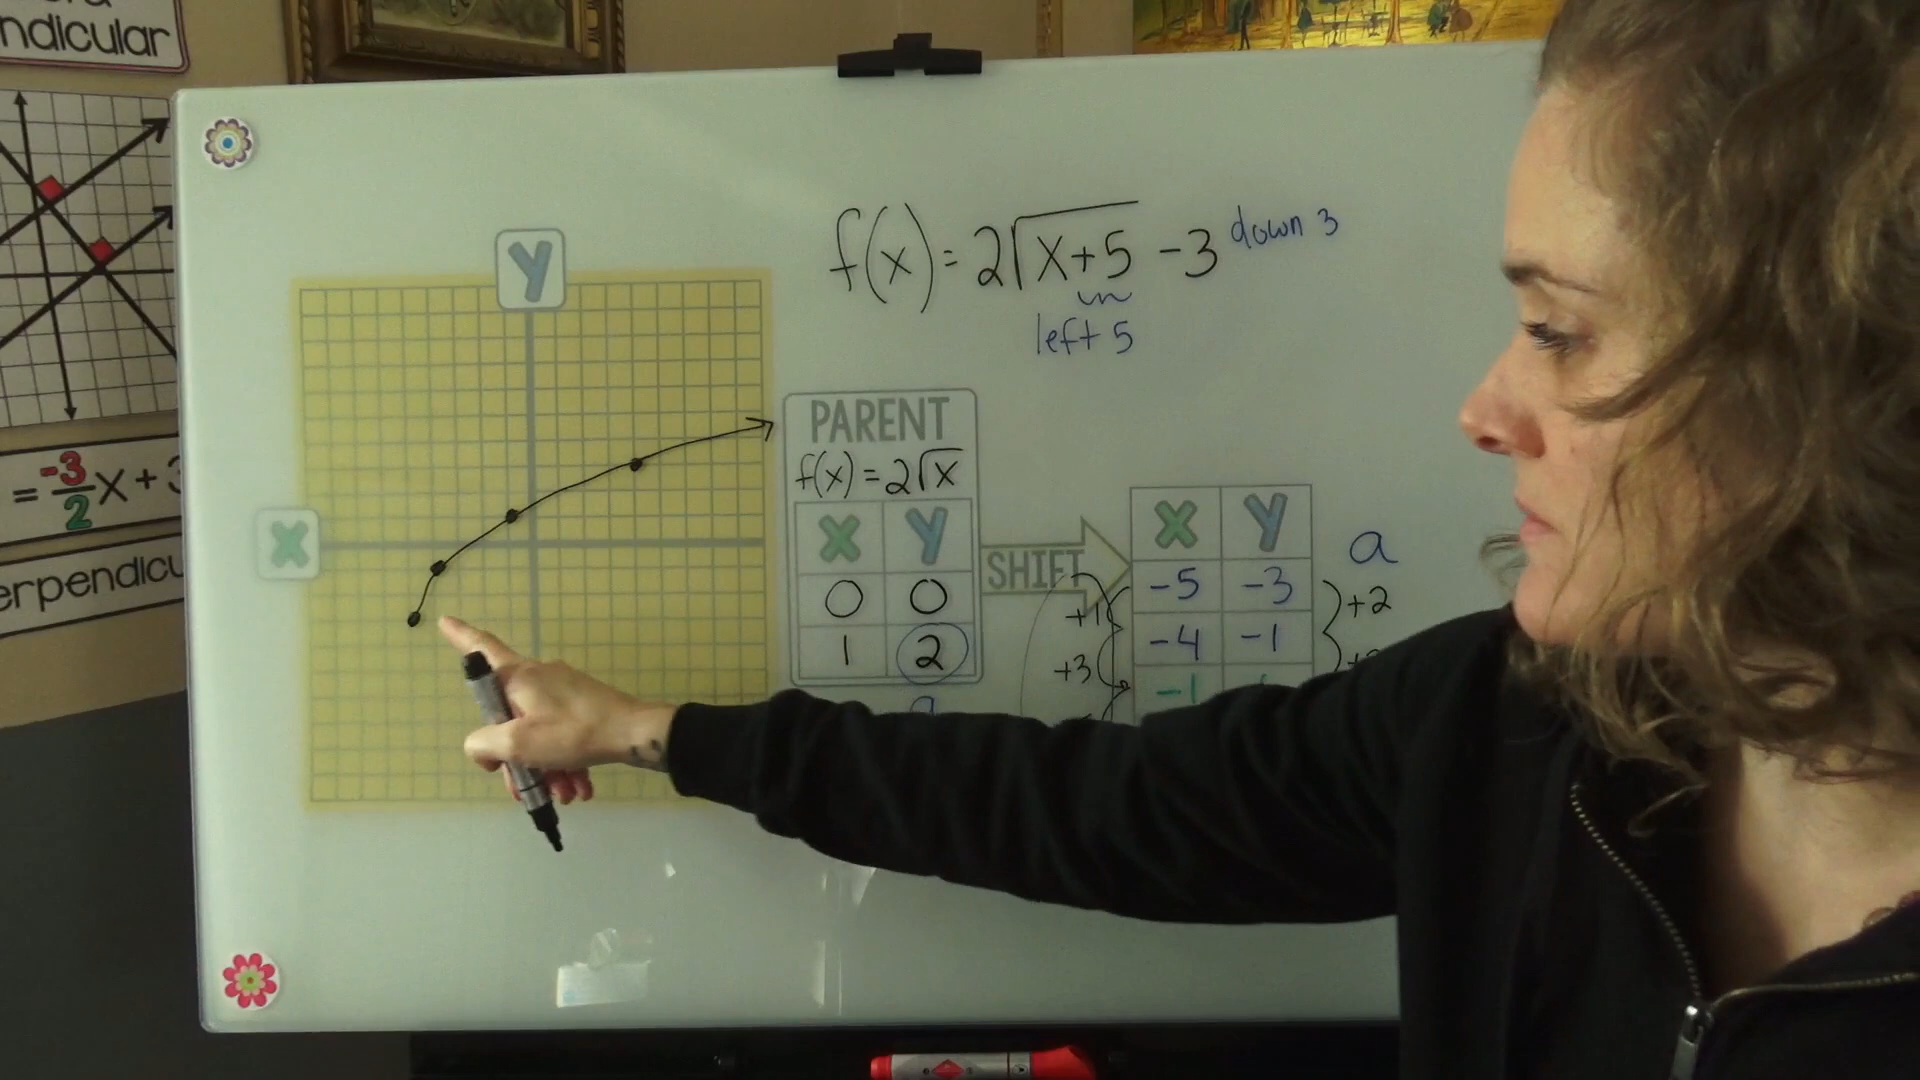 ndicular
= -3/2 x + 3
erpendicu
Y
X
f(x) = 2√x+5 -3 down 3
left 5
PARENT
f(x) = 2√x
X Y
0 0
1 2
a
SHIFT
X Y
-5 -3
-4 -1
-1
a
+1
+3
+2